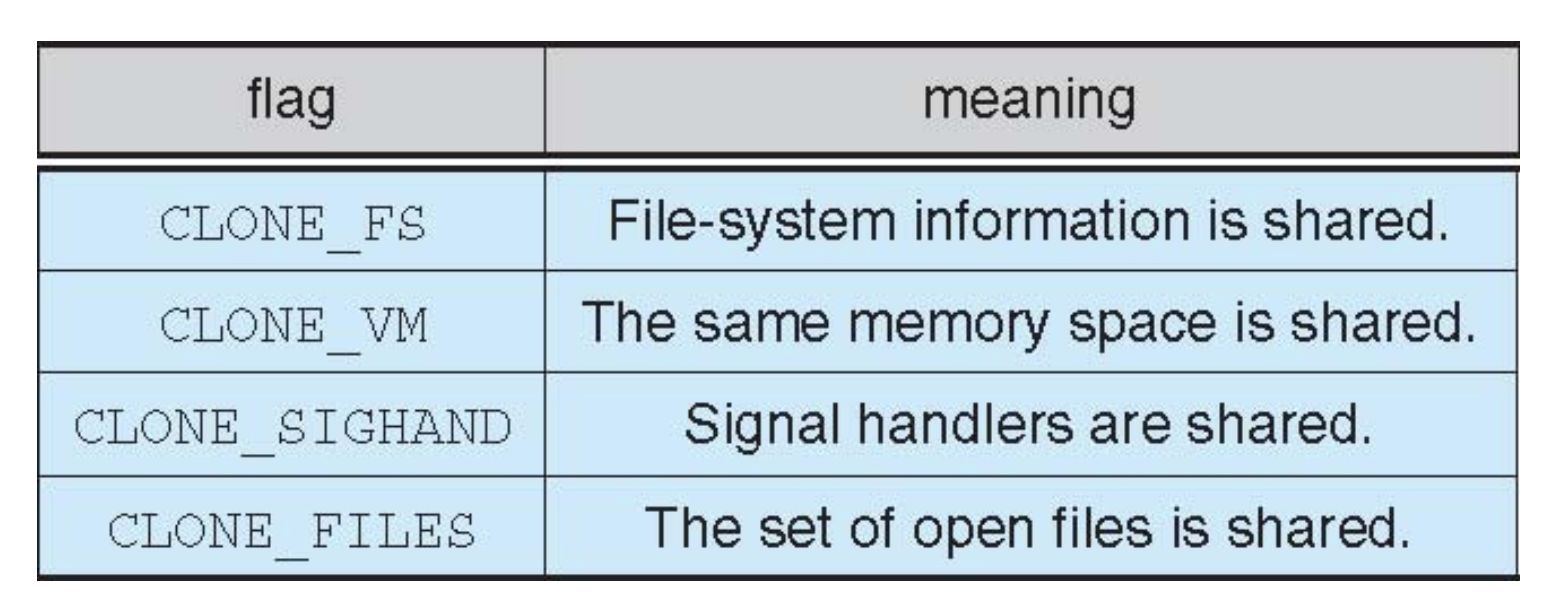 flag meaning
CLONE_FS File-system information is shared.
CLONE_VM The same memory space is shared.
CLONE_SIGHAND Signal handlers are shared.
CLONE_FILES The set of open files is shared.